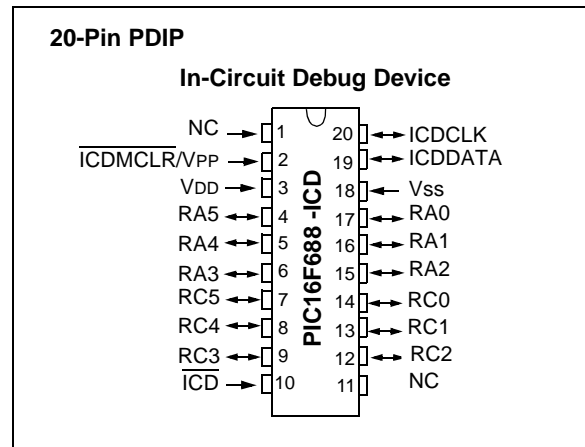 20-Pin PDIP
In-Circuit Debug Device
NC 1 20 ICDCLK
ICDMCLR/VPP 2 19 ICDDATA
VDD 3 18 Vss
RA5 4 17 RA0
RA4 5 16 RA1
RA3 6 15 RA2
RC5 7 14 RC0
RC4 8 13 RC1
RC3 9 12 RC2
ICD 10 11 NC
PIC16F688 -ICD